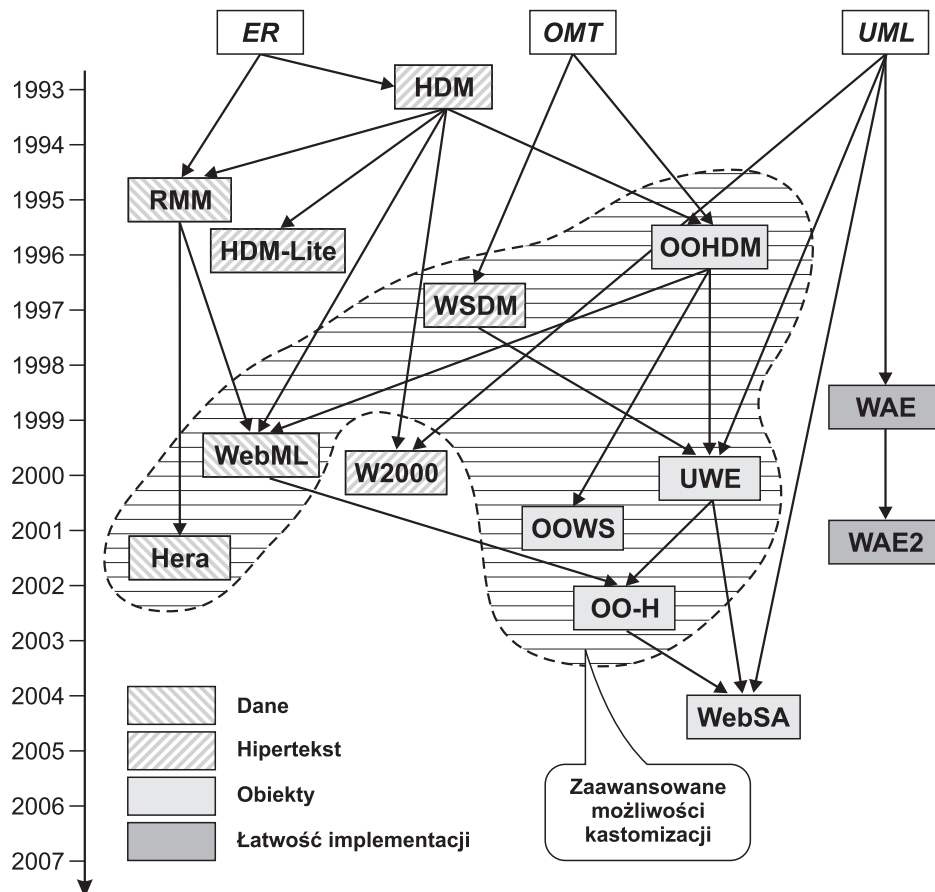 ER
OMT
UML
1993
HDM
1994
1995
RMM
HDM-Lite
OOHDM
1996
WSDM
1997
1998
WAE
1999
WebML
W2000
UWE
2000
OOWS
2001
WAE2
Hera
2002
OO-H
2003
2004
Dane
WebSA
2005
Hipertekst
2006
Obiekty
2007
Łatwość implementacji
Zaawansowane
możliwości
kastomizacji